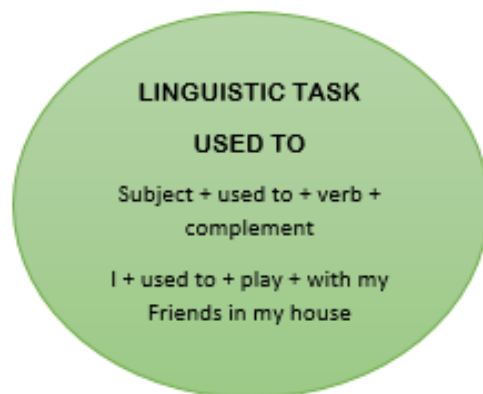 LINGUISTIC TASK
USED TO
Subject + used to + verb +
complement
I + used to + play + with my
Friends in my house